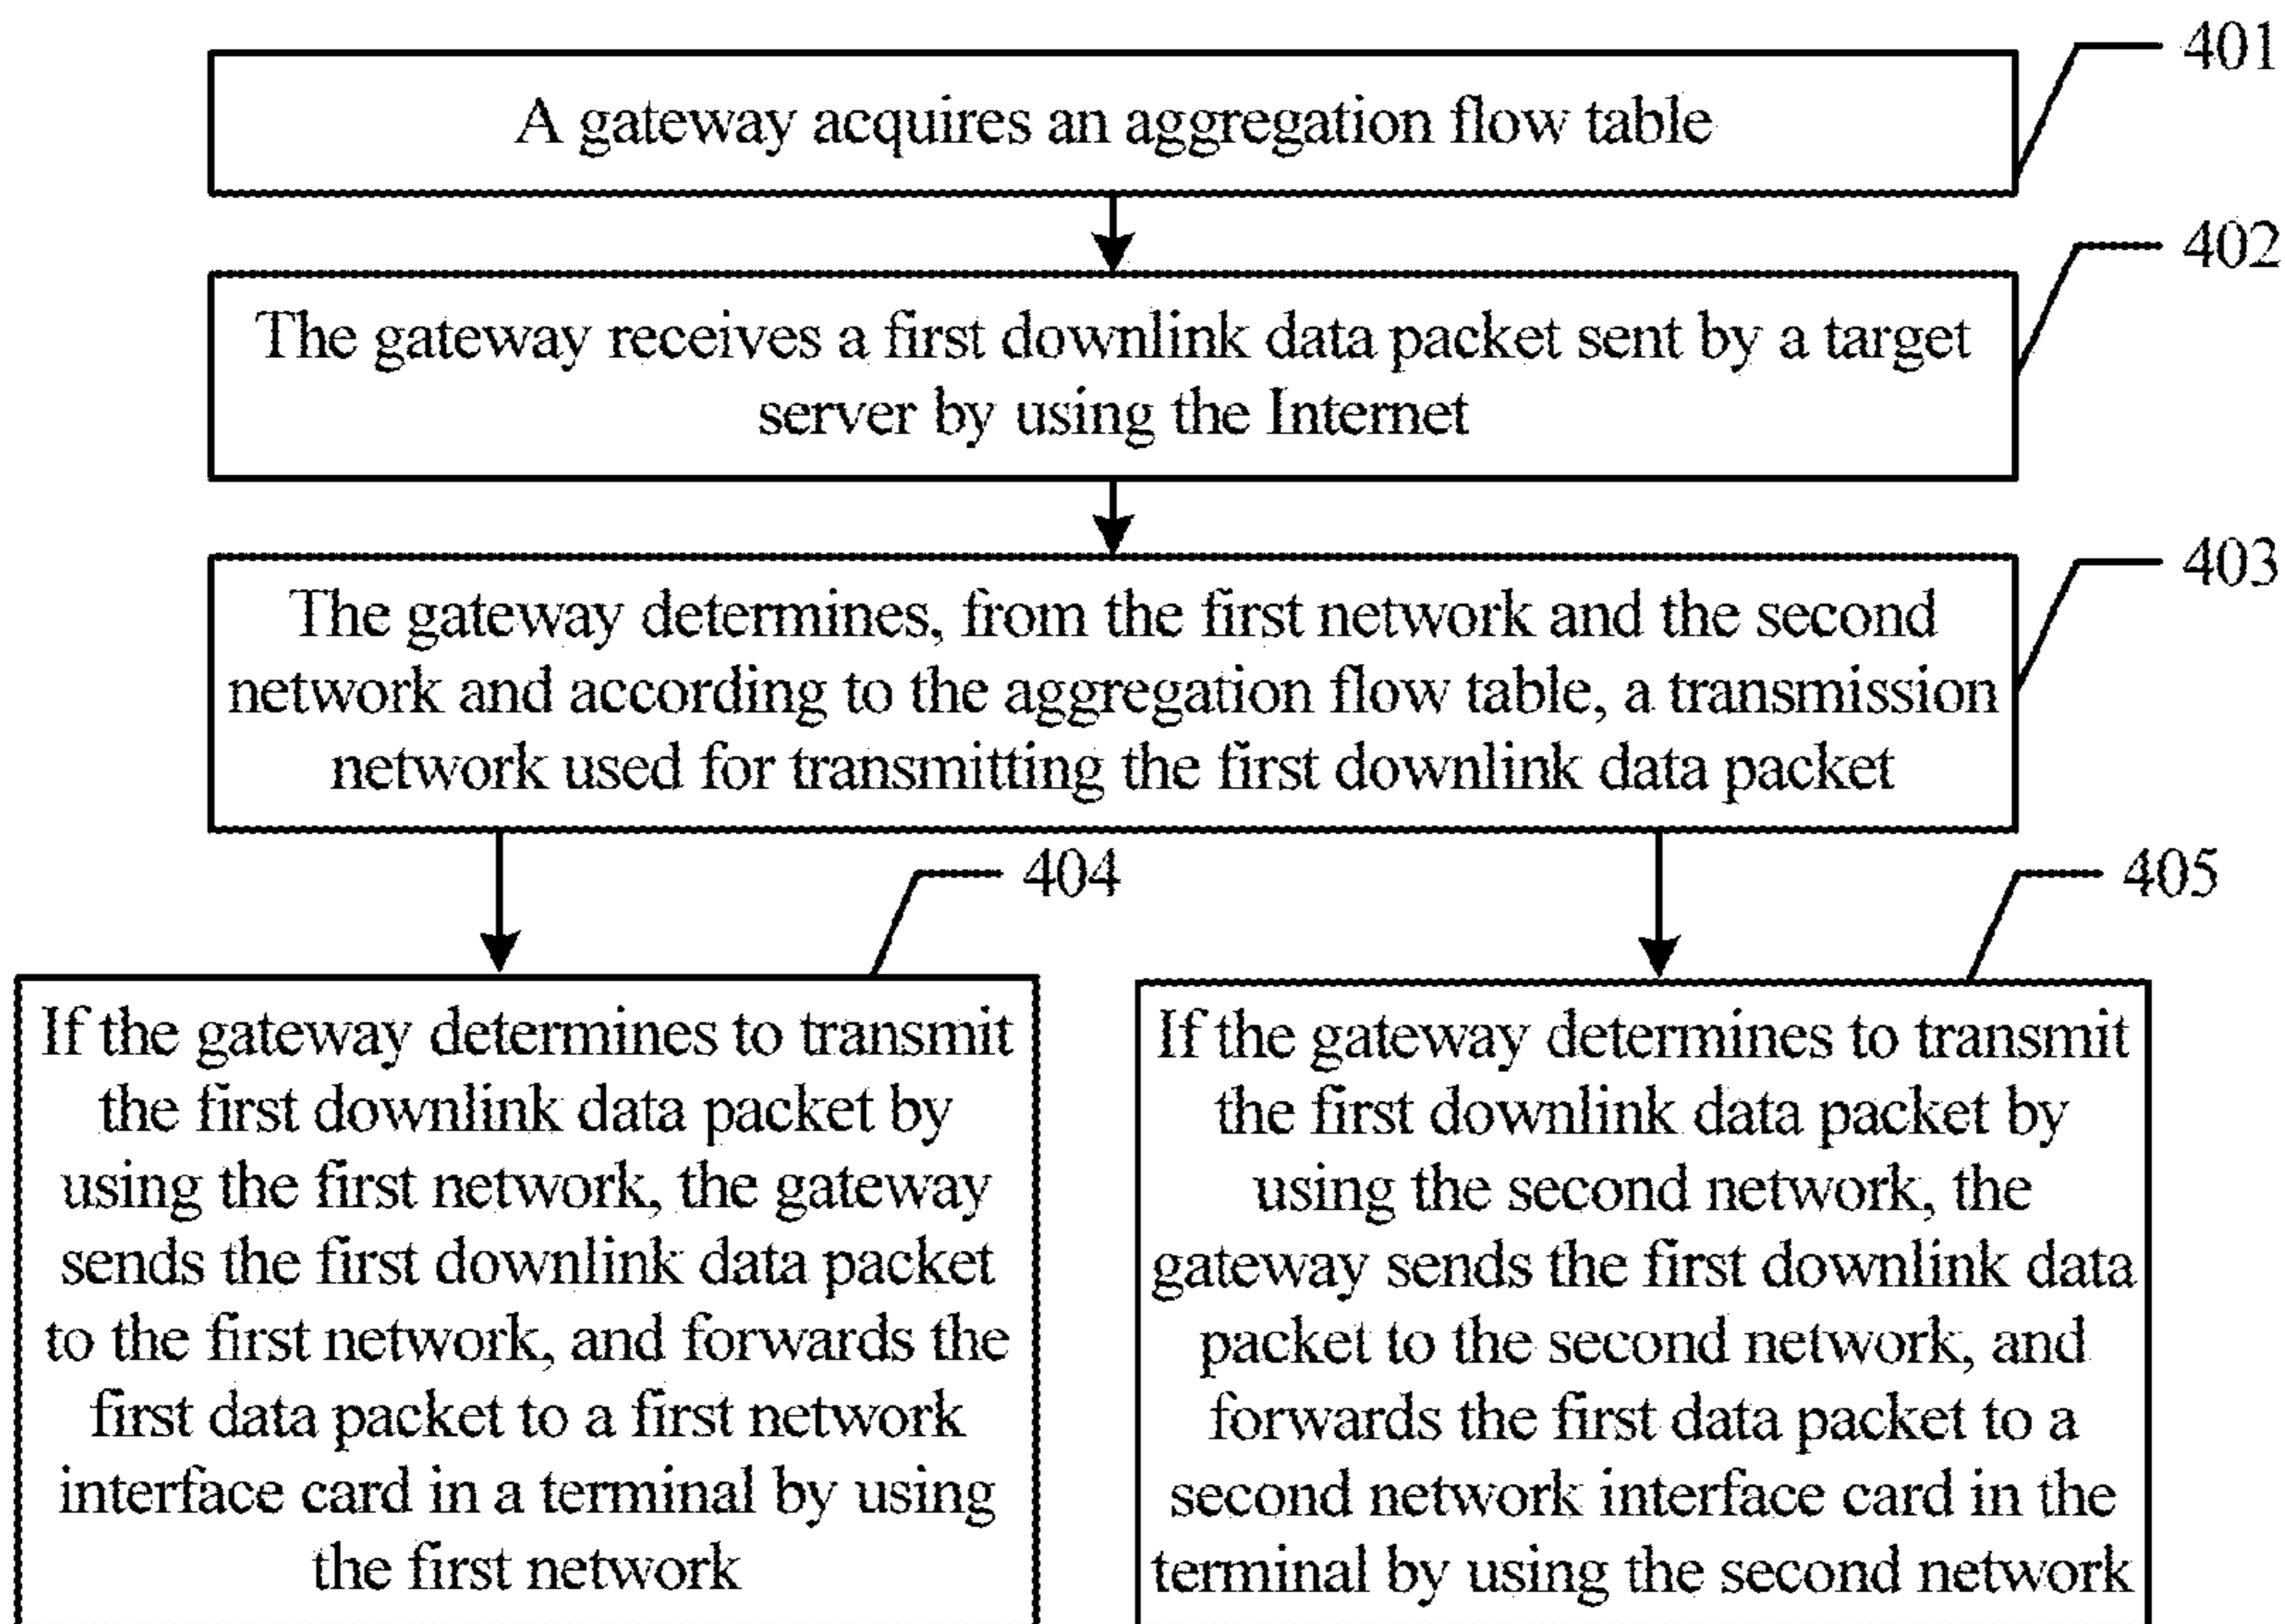 401
A gateway acquires an aggregation flow table
402
The gateway receives a first downlink data packet sent by a target
server by using the Internet
403
The gateway determines, from the first network and the second
network and according to the aggregation flow table, a transmission
network used for transmitting the first downlink data packet
404
If the gateway determines to transmit
the first downlink data packet by
using the first network, the gateway
sends the first downlink data packet
to the first network, and forwards the
first data packet to a first network
interface card in a terminal by using
the first network
405
If the gateway determines to transmit
the first downlink data packet by
using the second network, the
gateway sends the first downlink data
packet to the second network, and
forwards the first data packet to a
second network interface card in the
terminal by using the second network